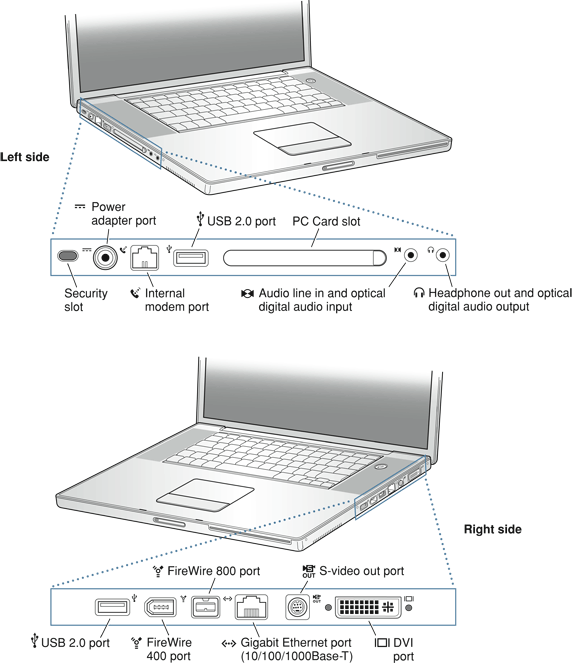 Left side
Power
adapter port
USB 2.0 port
PC Card slot
Security
slot
Internal
modem port
Audio line in and optical
digital audio input
Headphone out and optical
digital audio output
Right side
FireWire 800 port
S-video out port
OUT
OUT
USB 2.0 port
FireWire
400 port
Gigabit Ethernet port
(10/100/1000Base-T)
DVI
port